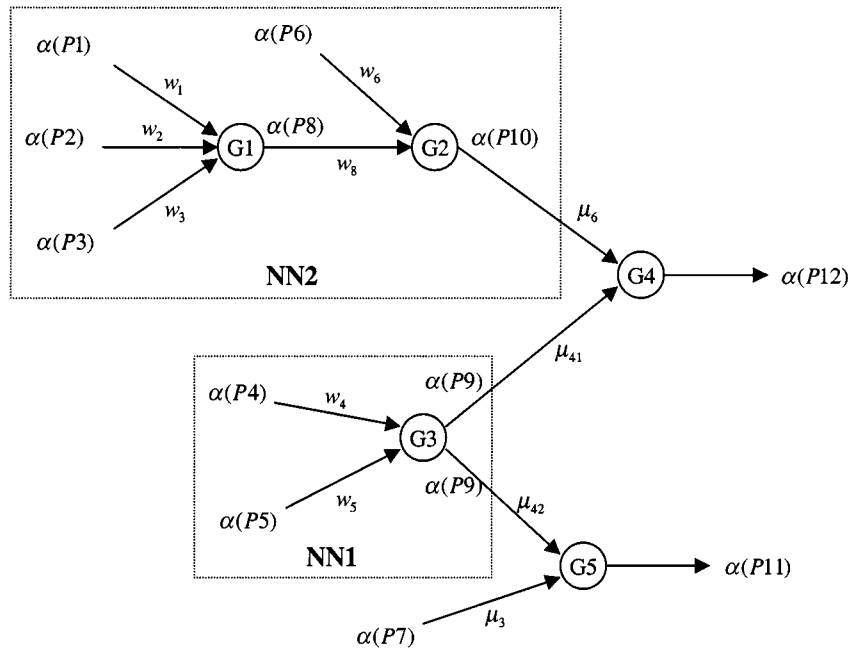 α(P1)
w₁
α(P2)
w₂
α(P3)
w₃
G1
α(P8)
w₈
α(P6)
w₆
G2
α(P10)
NN2
μ₆
G4
α(P12)
μ₄₁
α(P4)
w₄
α(P5)
w₅
G3
α(P9)
α(P9)
NN1
μ₄₂
G5
α(P11)
α(P7)
μ₃